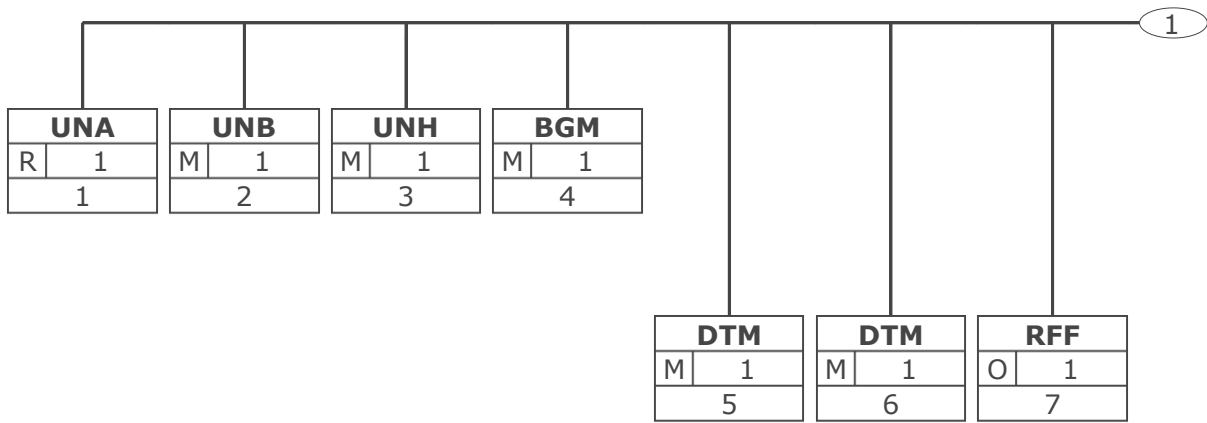 1
UNA UNB UNH BGM
R 1 M 1 M 1 M 1
1 2 3 4
DTM DTM RFF
M 1 M 1 O 1
5 6 7